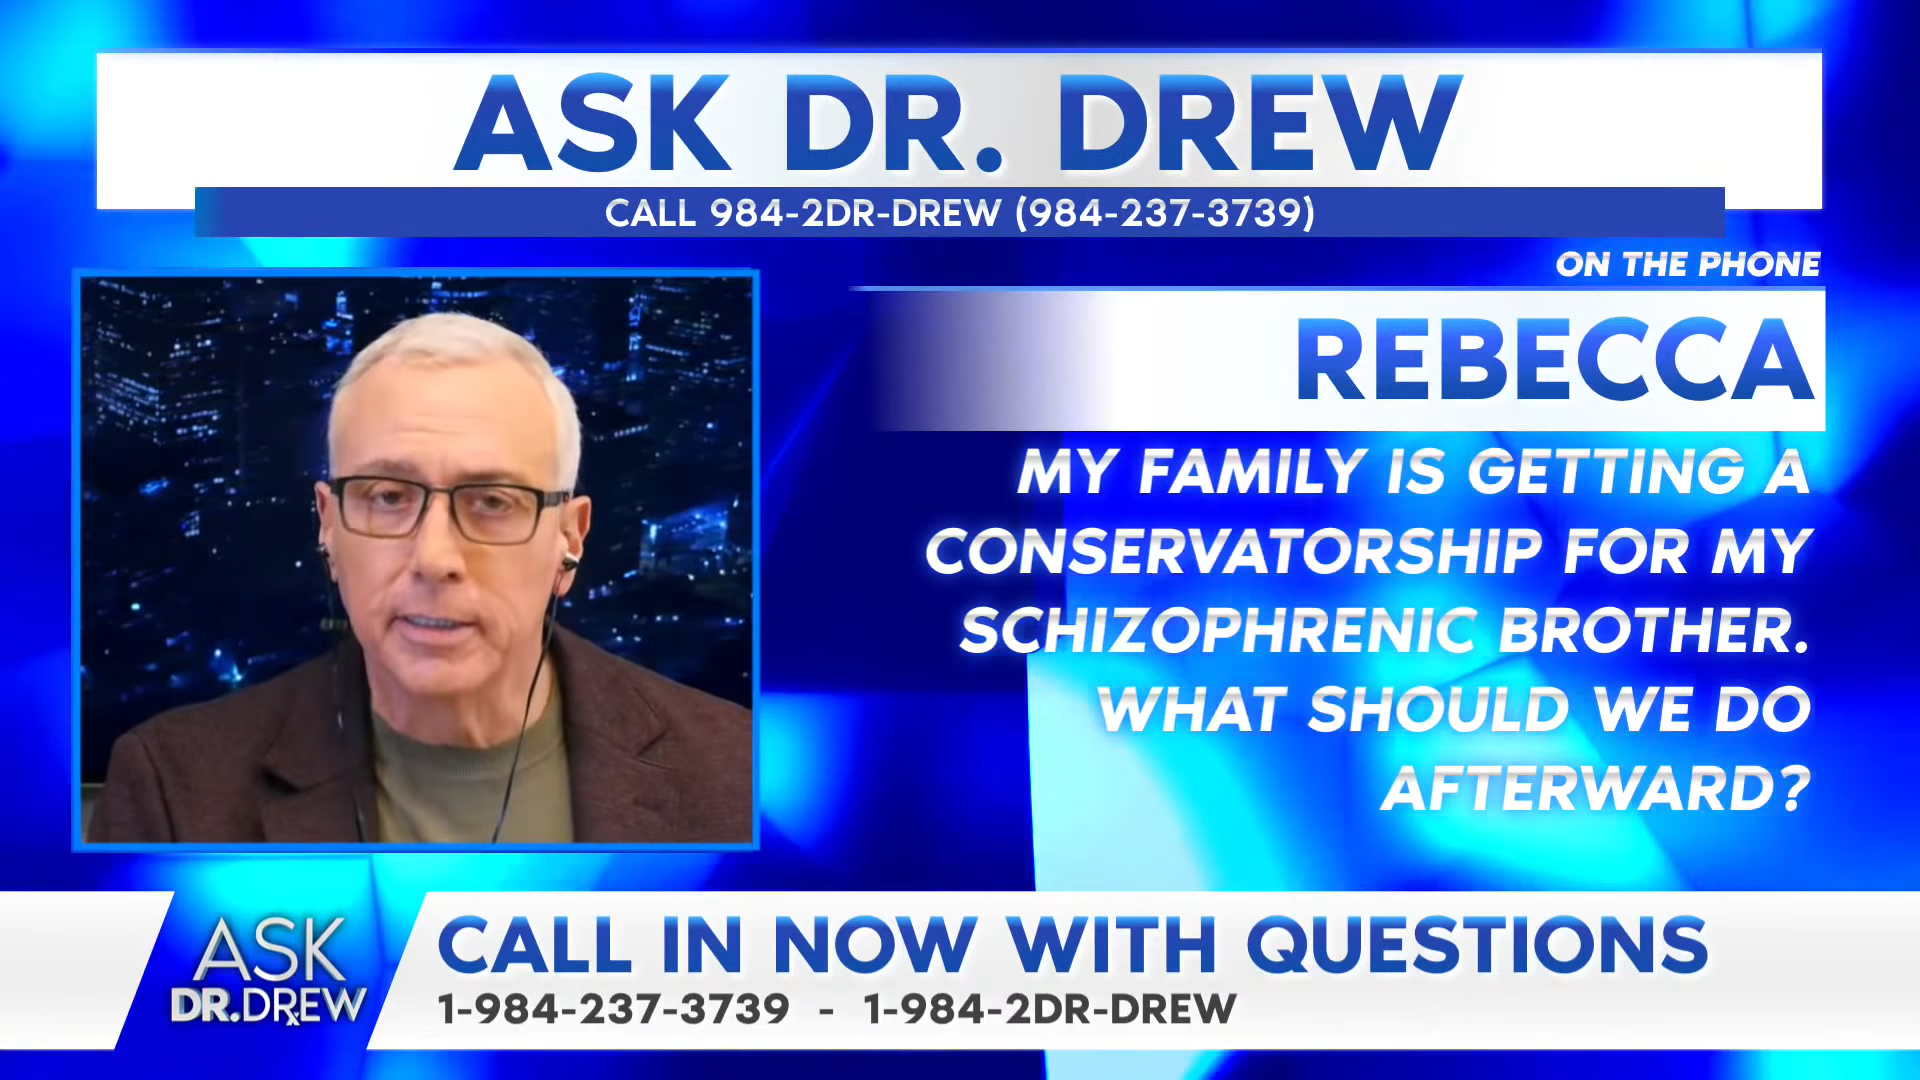 ASK DR. DREW
CALL 984-2DR-DREW (984-237-3739)
ON THE PHONE
REBECCA
MY FAMILY IS GETTING A
CONSERVATORSHIP FOR MY
SCHIZOPHRENIC BROTHER.
WHAT SHOULD WE DO
AFTERWARD?
ASK
DR.DREW
CALL IN NOW WITH QUESTIONS
1-984-237-3739 - 1-984-2DR-DREW